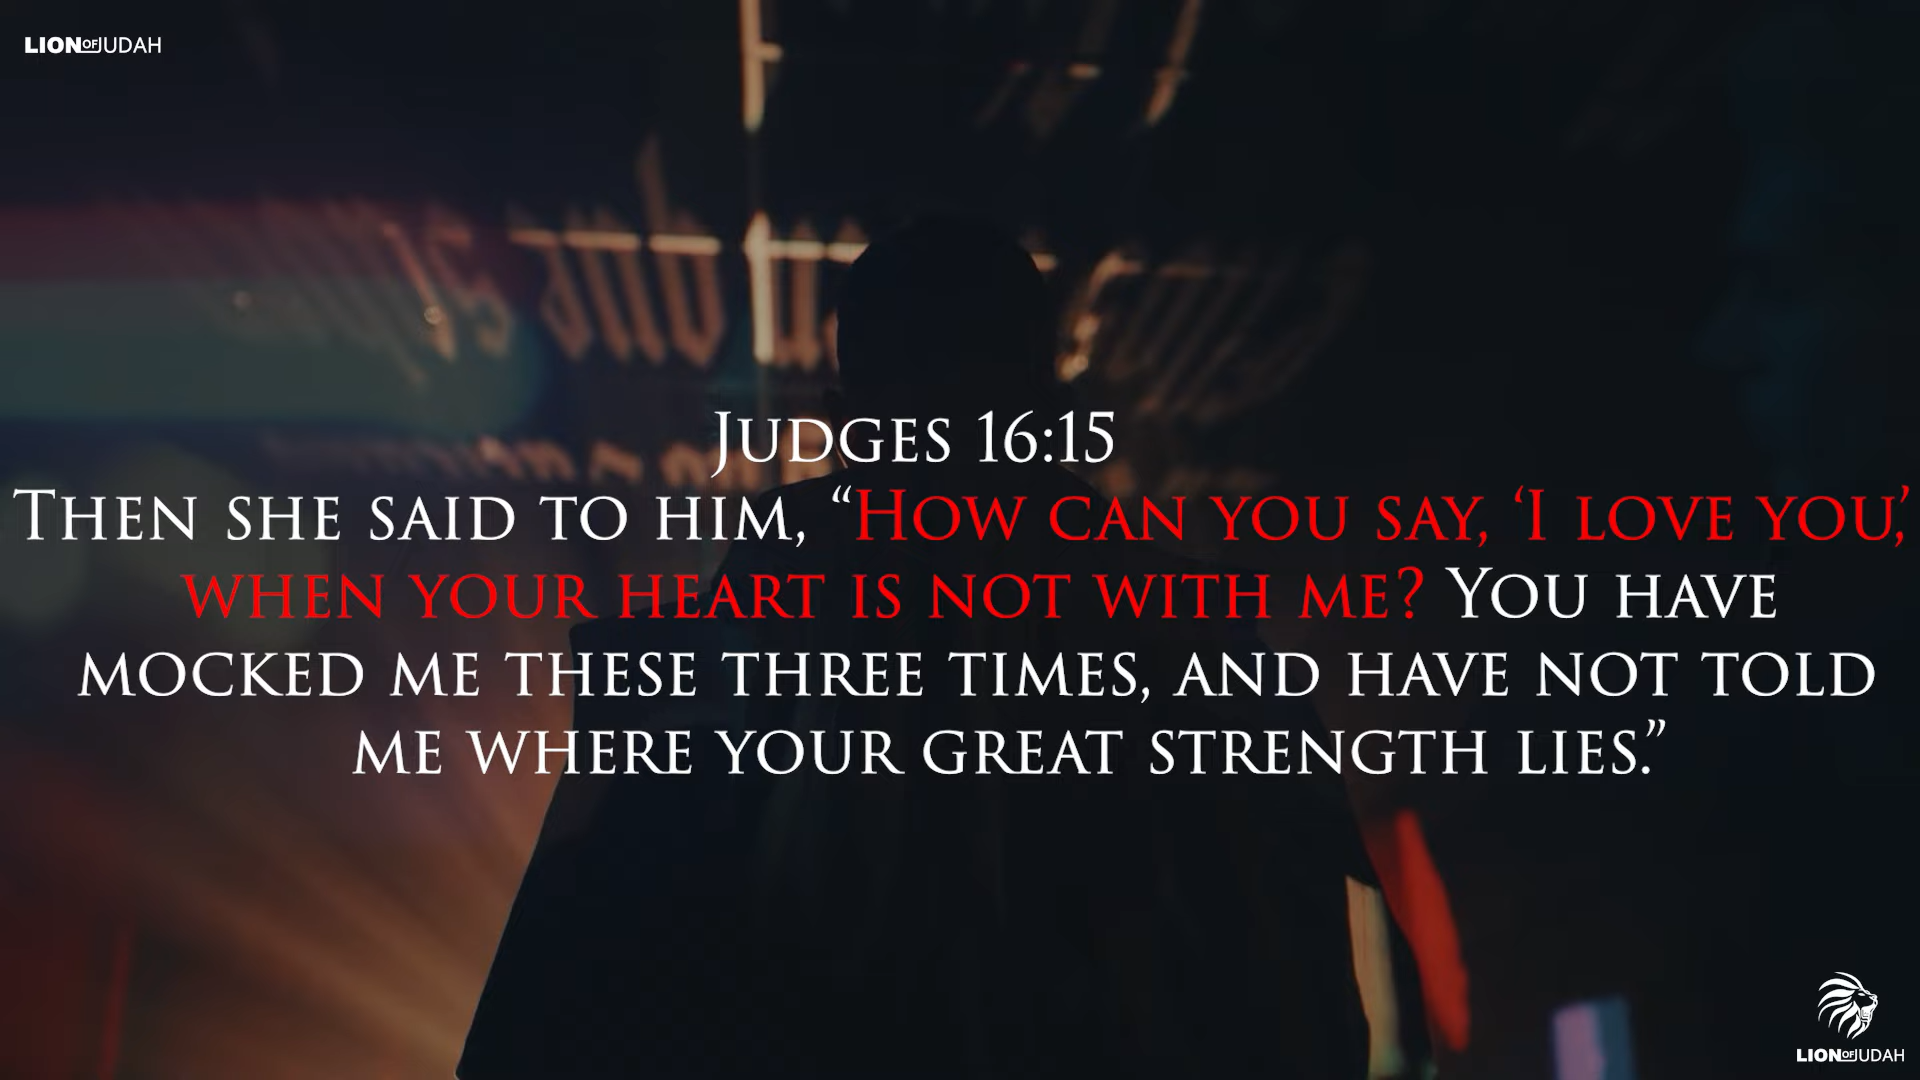 LIONOFJUDAH
Judges 16:15
Then she said to him, “How can you say, ‘I love you,’
when your heart is not with me? You have
mocked me these three times, and have not told
me where your great strength lies.”
LIONOFJUDAH